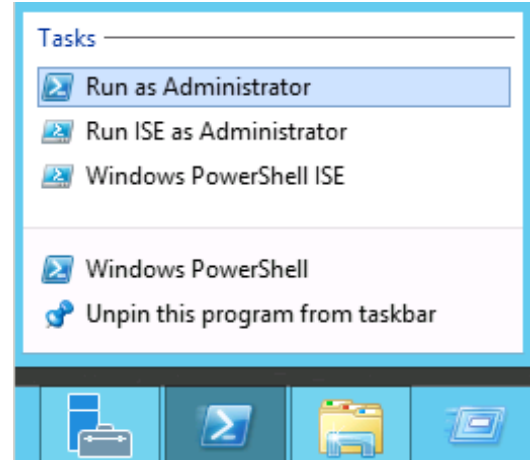 Tasks
Run as Administrator
Run ISE as Administrator
Windows PowerShell ISE
Windows PowerShell
Unpin this program from taskbar